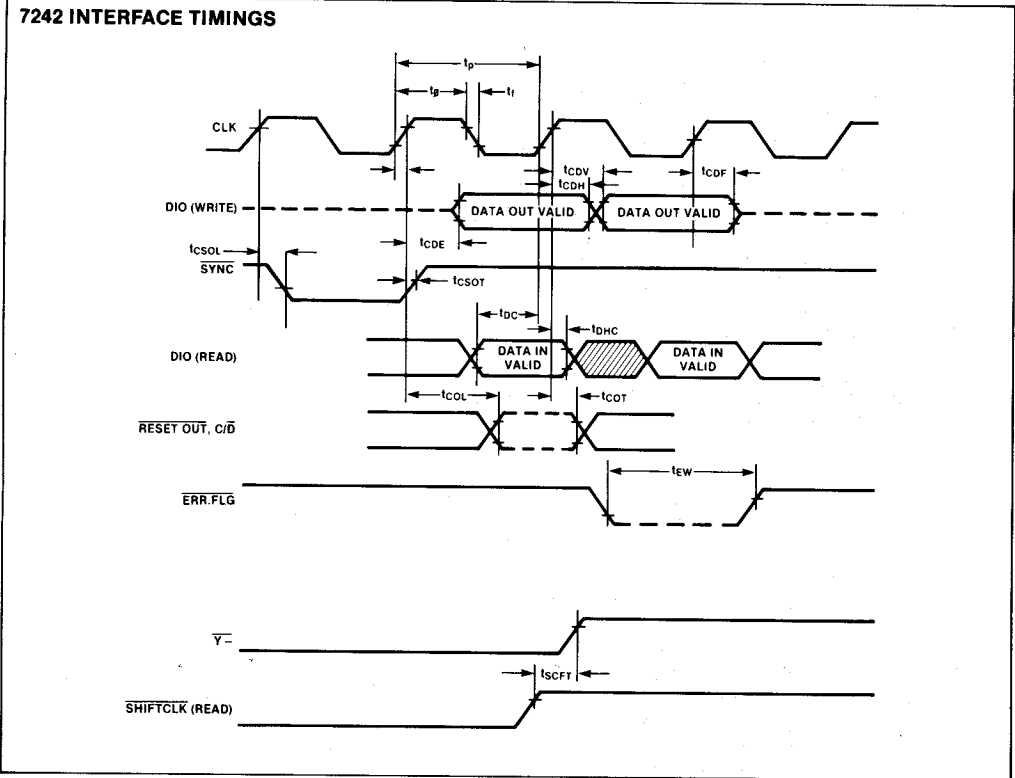 7242 INTERFACE TIMINGS
tp
tø
tf
CLK
tCDV
tCDF
tCDH
DIO (WRITE)
DATA OUT VALID
DATA OUT VALID
tCSOL
tCDE
SYNC
tCSOT
tDC
tDHC
DIO (READ)
DATA IN
VALID
DATA IN
VALID
tCOL
tCOT
RESET OUT, C/D
tEW
ERR.FLG
Y–
tSCFT
SHIFTCLK (READ)